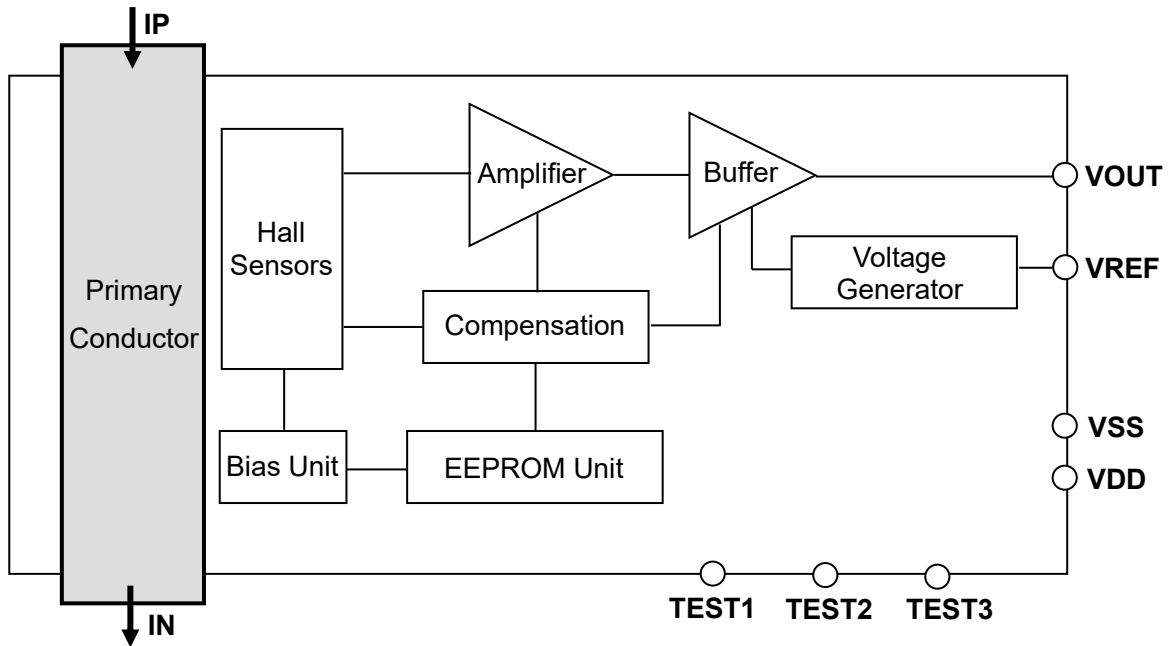 IP
Amplifier
Buffer
VOUT
Hall
Sensors
Voltage
Generator
VREF
Primary
Conductor
Compensation
VSS
Bias Unit
EEPROM Unit
VDD
TEST1
TEST2
TEST3
IN